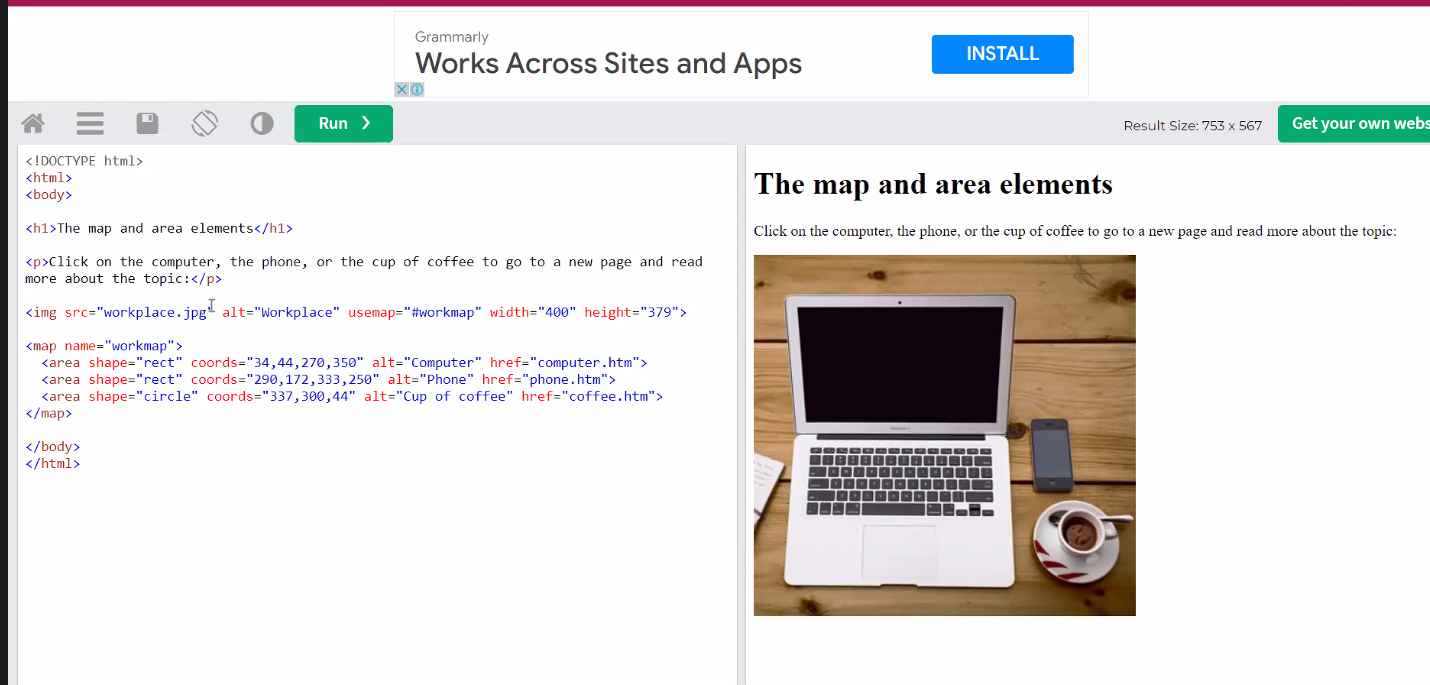 Grammarly
Works Across Sites and Apps
INSTALL
Run ❯
Result Size: 753 x 567
Get your own webs
<!DOCTYPE html>
<html>
<body>
<h1>The map and area elements</h1>
<p>Click on the computer, the phone, or the cup of coffee to go to a new page and read
more about the topic:</p>
<img src="workplace.jpg" alt="Workplace" usemap="#workmap" width="400" height="379">
<map name="workmap">
<area shape="rect" coords="34,44,270,350" alt="Computer" href="computer.htm">
<area shape="rect" coords="290,172,333,250" alt="Phone" href="phone.htm">
<area shape="circle" coords="337,300,44" alt="Cup of coffee" href="coffee.htm">
</map>
</body>
</html>
The map and area elements
Click on the computer, the phone, or the cup of coffee to go to a new page and read more about the topic: